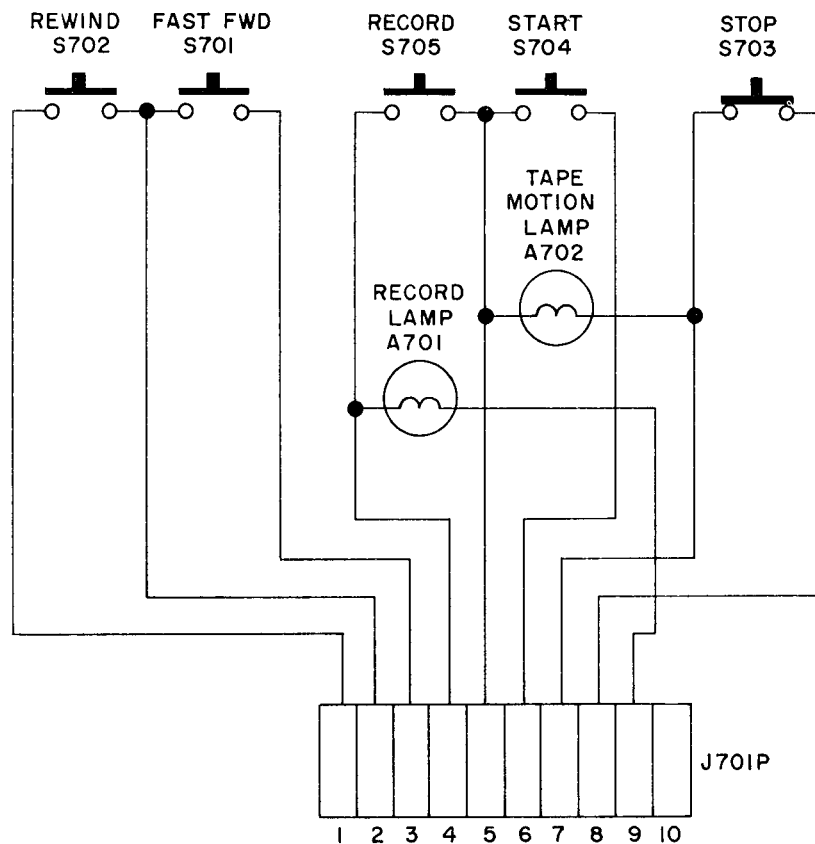 REWIND
S702
FAST FWD
S701
RECORD
S705
START
S704
STOP
S703
TAPE
MOTION
LAMP
A702
RECORD
LAMP
A701
J701P
1 2 3 4 5 6 7 8 9 10